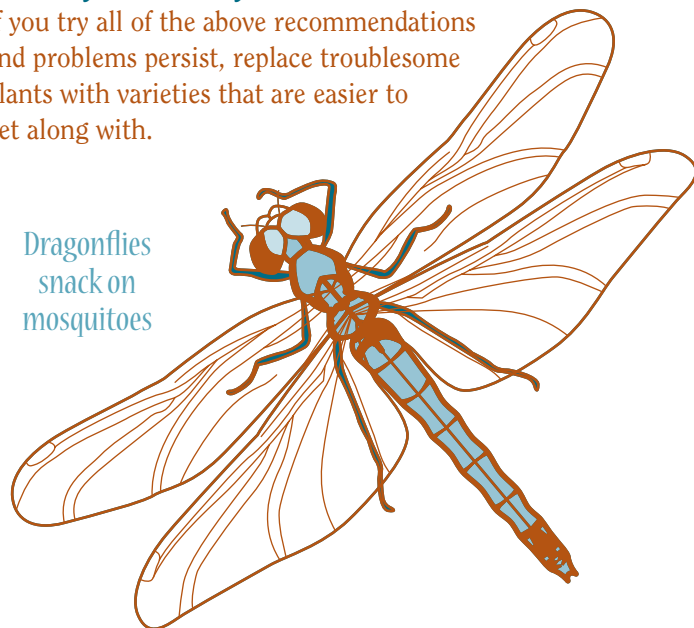 f you try all of the above recommendations
nd problems persist, replace troublesome
lants with varieties that are easier to
et along with.
Dragonflies
snack on
mosquitoes